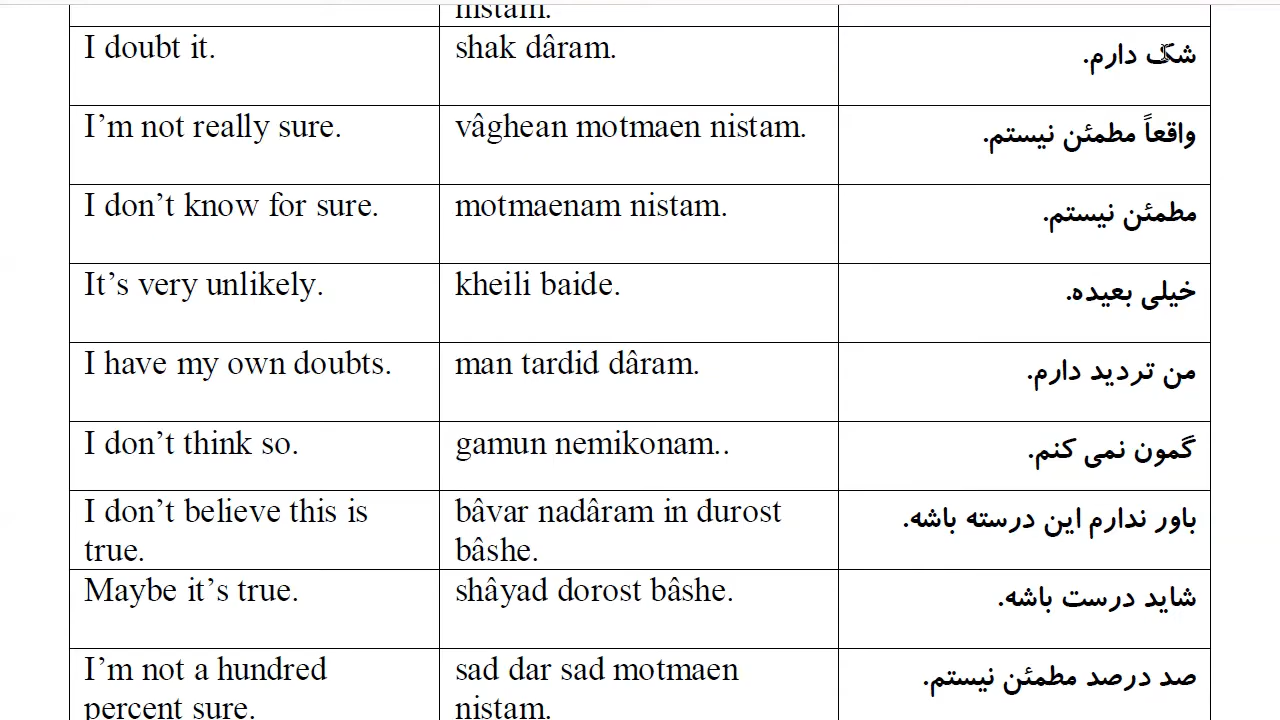 nistam.
I doubt it. shak dâram. شک دارم.
I’m not really sure. vâghean motmaen nistam. واقعاً مطمئن نیستم.
I don’t know for sure. motmaenam nistam. مطمئن نیستم.
It’s very unlikely. kheili baide. خیلی بعیده.
I have my own doubts. man tardid dâram. من تردید دارم.
I don’t think so. gamun nemikonam.. گمون نمی کنم.
I don’t believe this is bâvar nadâram in durost باور ندارم این درسته باشه.
true. bâshe.
Maybe it’s true. shâyad dorost bâshe. شاید درست باشه.
I’m not a hundred sad dar sad motmaen صد درصد مطمئن نیستم.
percent sure. nistam.